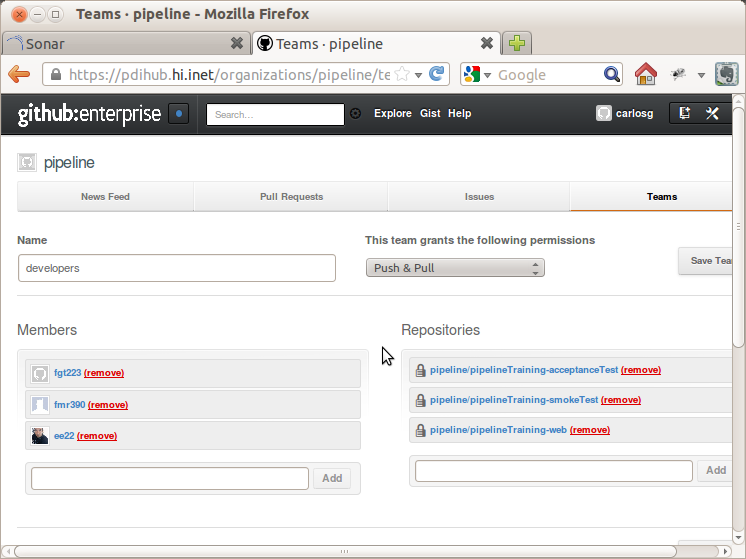 Teams · pipeline - Mozilla Firefox
Sonar
Teams · pipeline
https://pdihub.hi.inet/organizations/pipeline/te
Google
github:enterprise
Search...
Explore Gist Help
carlosg
pipeline
News Feed
Pull Requests
Issues
Teams
Name
This team grants the following permissions
developers
Push & Pull
Save Tea
Members
Repositories
fgt223 (remove)
pipeline/pipelineTraining-acceptanceTest (remove)
fmr390 (remove)
pipeline/pipelineTraining-smokeTest (remove)
ee22 (remove)
pipeline/pipelineTraining-web (remove)
Add
Add